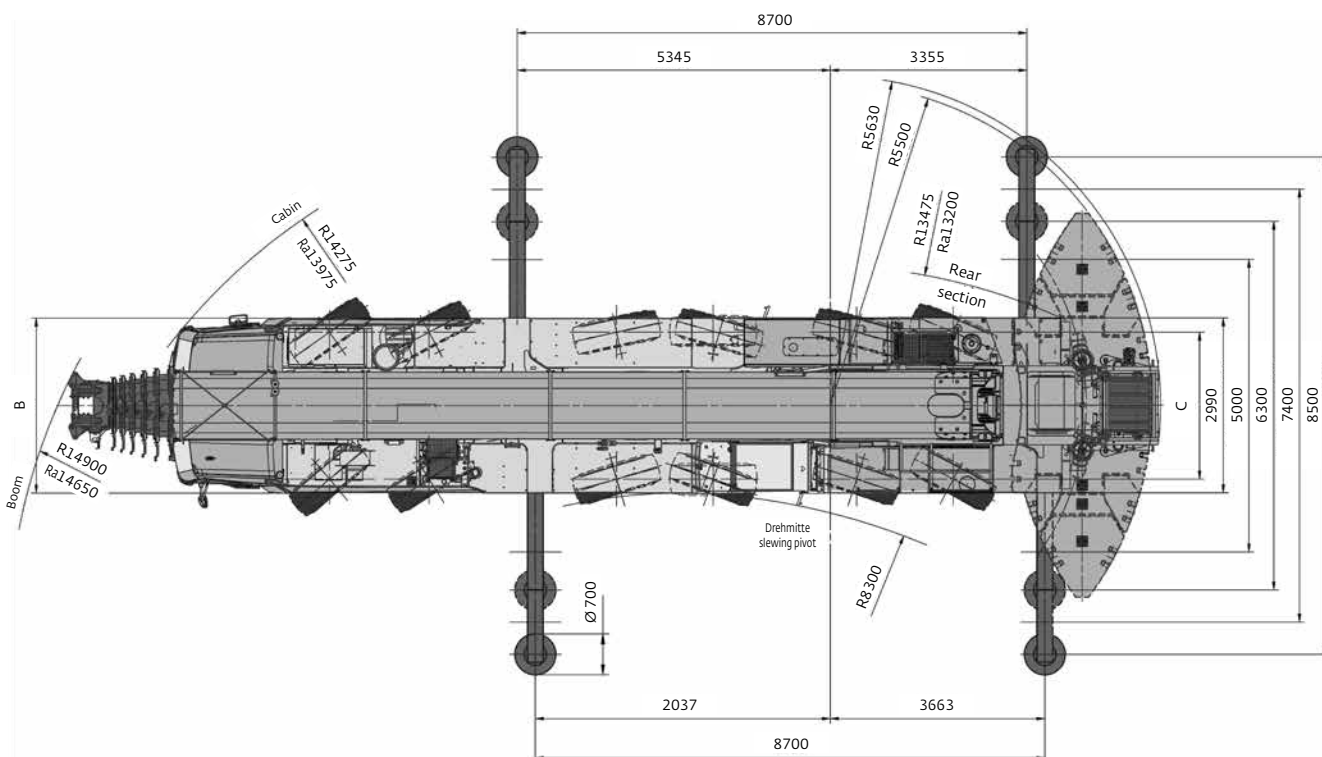 8700
5345
3355
R5630
R5500
R13475
Ra13200
Cabin
R14275
Ra13975
Rear
section
B
C
2990
5000
6300
7400
8500
R14900
Ra14650
Boom
Drehmitte
slewing pivot
R8300
Ø 700
2037
3663
8700